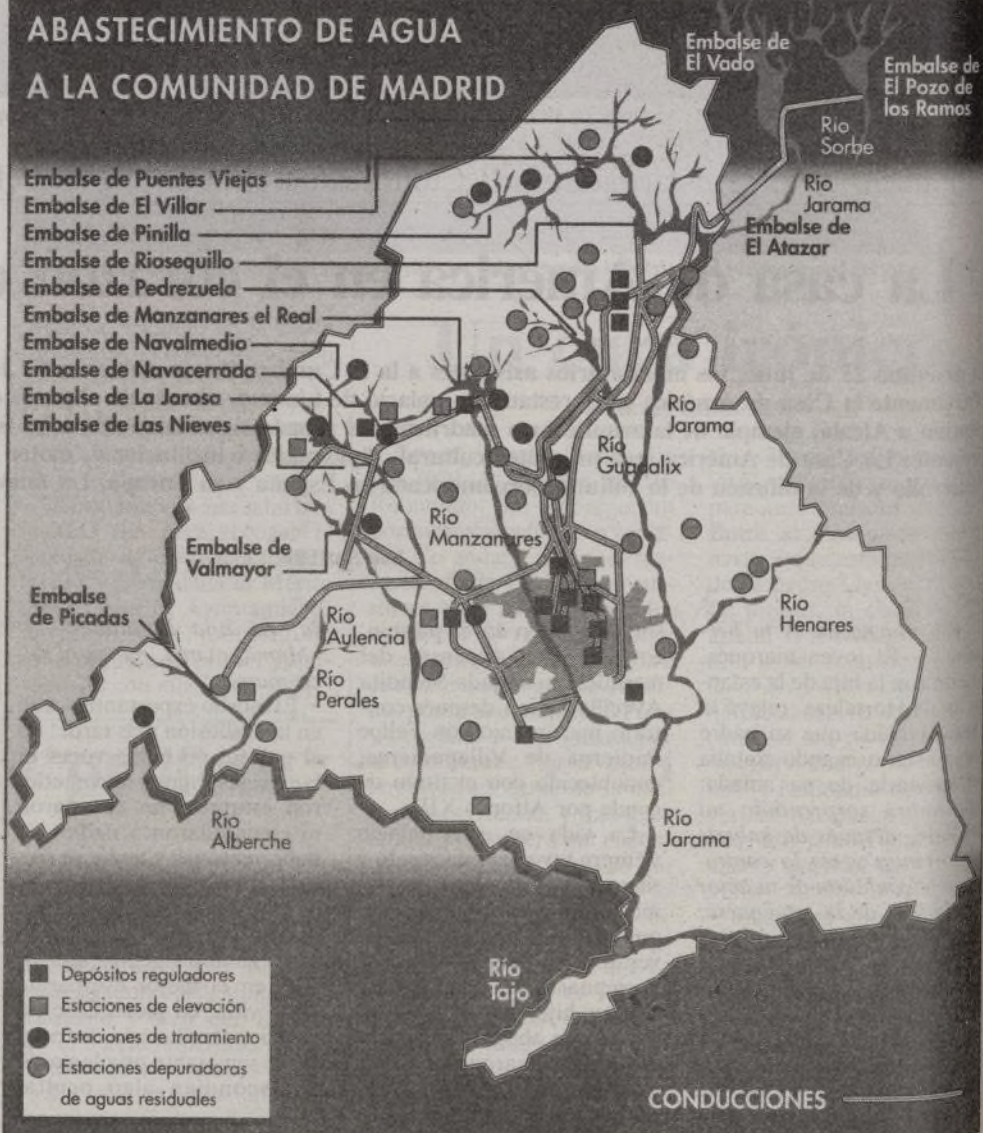 ABASTECIMIENTO DE AGUA
A LA COMUNIDAD DE MADRID
Embalse de
El Vado
Embalse de
El Pozo de
los Ramos
Río
Sorbe
Río
Jarama
Embalse de
El Atazar
Embalse de Puentes Viejas
Embalse de El Villar
Embalse de Pinilla
Embalse de Riosequillo
Embalse de Pedrezuela
Embalse de Manzanares el Real
Embalse de Navalmedio
Embalse de Navacerrada
Embalse de La Jarosa
Embalse de Las Nieves
Río
Jarama
Río
Guadalix
Río
Manzanares
Embalse de
Valmayor
Embalse
de Picadas
Río
Aulencia
Río
Perales
Río
Henares
Río
Alberche
Río
Jarama
Río
Tajo
Depósitos reguladores
Estaciones de elevación
Estaciones de tratamiento
Estaciones depuradoras
de aguas residuales
CONDUCCIONES